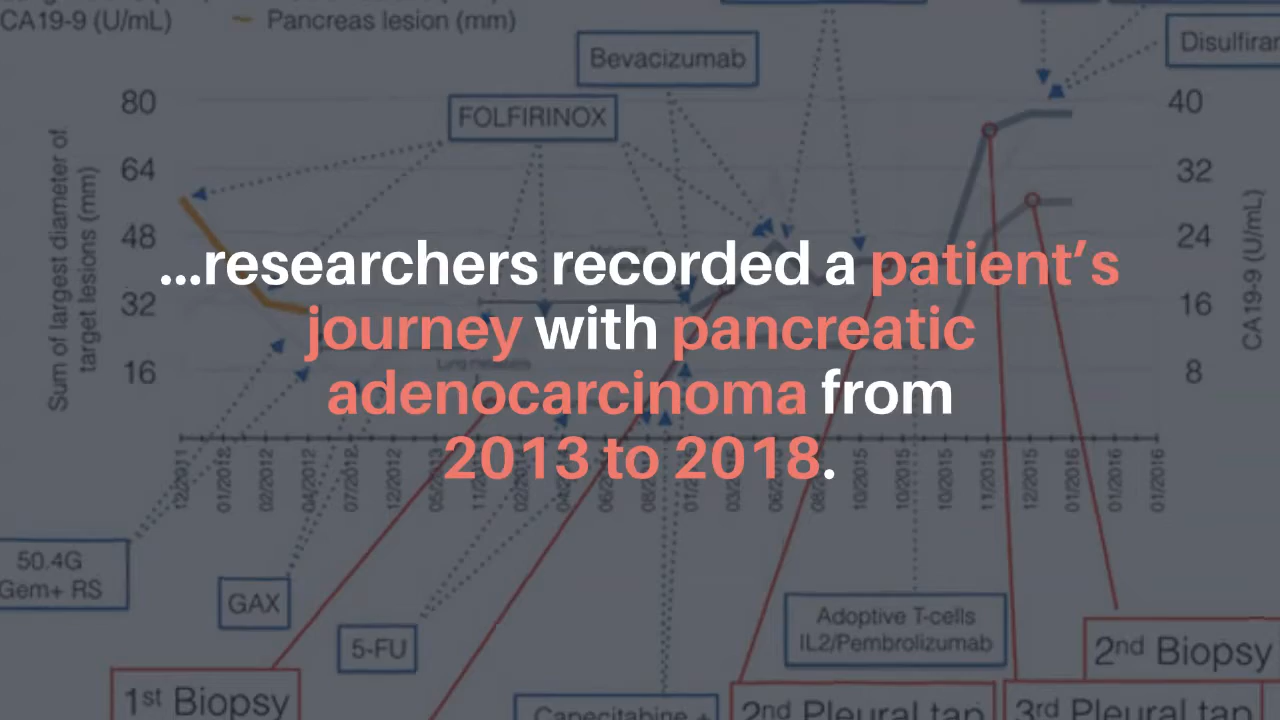 CA19-9 (U/mL)
Pancreas lesion (mm)
Bevacizumab
FOLFIRINOX
80
64
48
32
16
Sum of largest diameter of
target lesions (mm)
40
32
24
16
8
CA19-9 (U/mL)
...researchers recorded a patient’s
journey with pancreatic
adenocarcinoma from
2013 to 2018.
12/2011
01/2012
02/2012
04/2012
07/2012
12/2012
05/2013
10/2015
10/2015
11/2015
12/2015
01/2016
01/2016
50.4G
Gem+ RS
GAX
5-FU
Adoptive T-cells
IL2/Pembrolizumab
1st Biopsy
Capecitabine +
2nd Pleural tap
3rd Pleural tap
2nd Biopsy